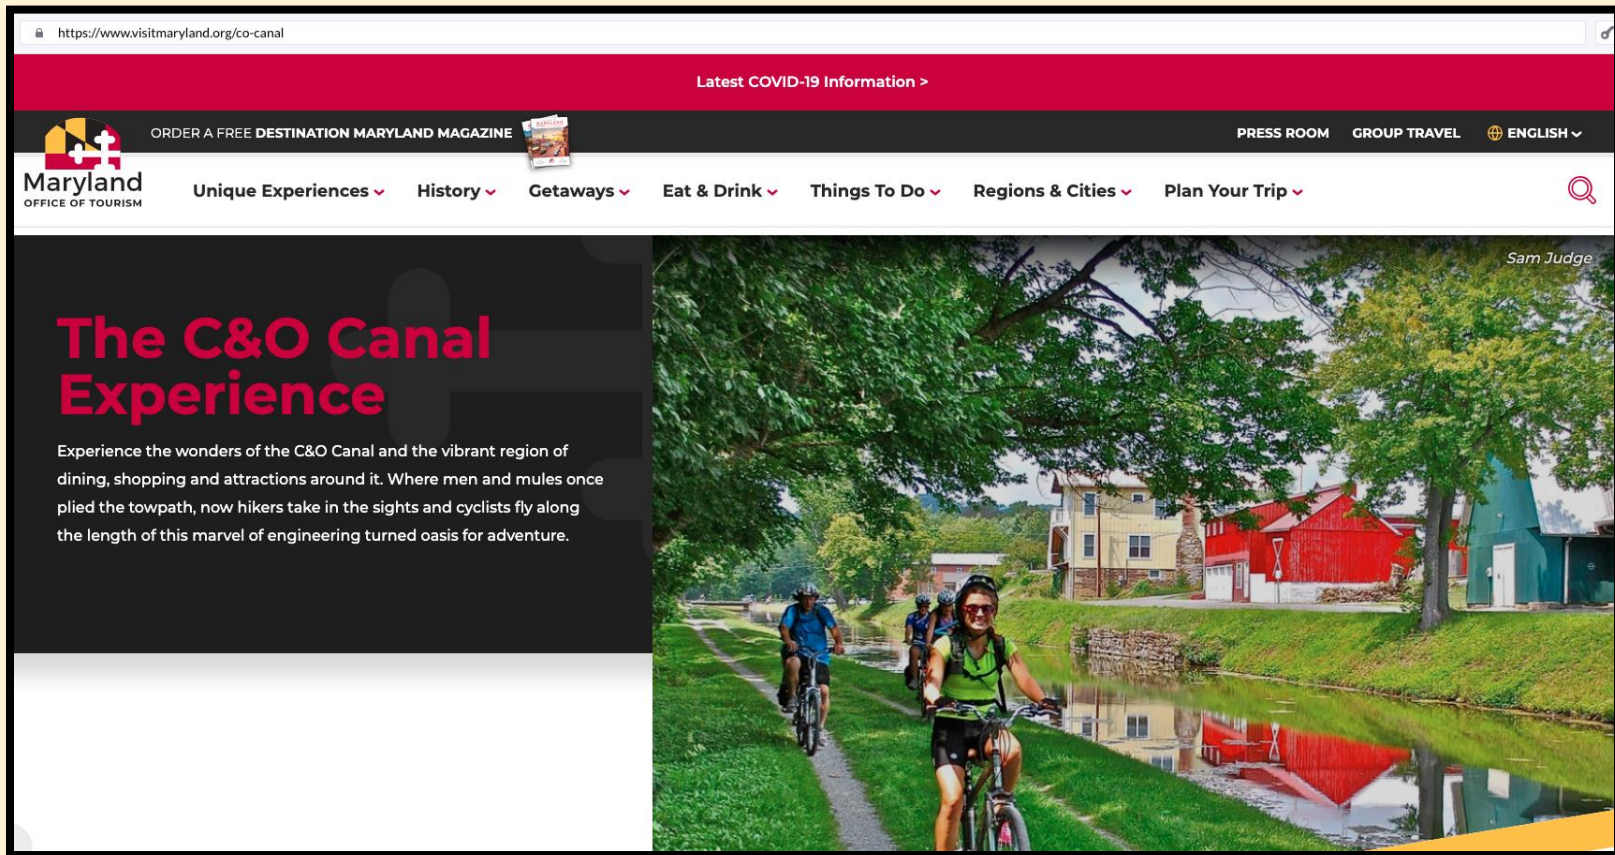 https://www.visitmaryland.org/co-canal
Latest COVID-19 Information >
ORDER A FREE DESTINATION MARYLAND MAGAZINE
PRESS ROOM GROUP TRAVEL ENGLISH
Maryland
OFFICE OF TOURISM
Unique Experiences History Getaways Eat & Drink Things To Do Regions & Cities Plan Your Trip
Sam Judge
The C&O Canal
Experience
Experience the wonders of the C&O Canal and the vibrant region of
dining, shopping and attractions around it. Where men and mules once
plied the towpath, now hikers take in the sights and cyclists fly along
the length of this marvel of engineering turned oasis for adventure.